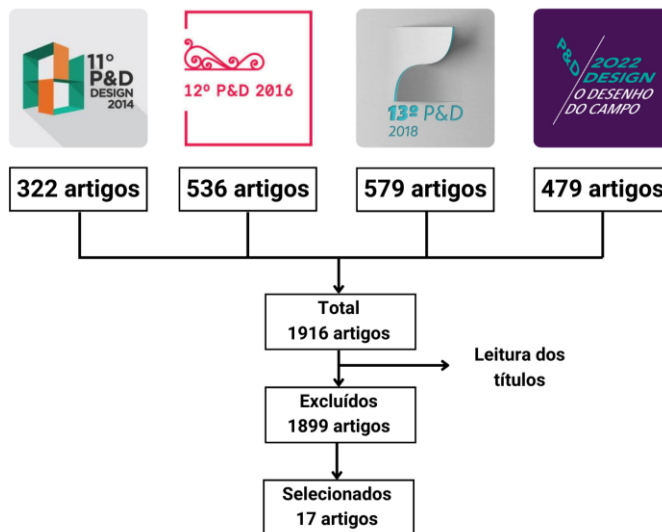 11º
P&D
DESIGN
2014
12º P&D 2016
13º P&D
2018
P&D
2022
DESIGN
O DESENHO
DO CAMPO
322 artigos
536 artigos
579 artigos
479 artigos
Total
1916 artigos
Leitura dos
títulos
Excluídos
1899 artigos
Selecionados
17 artigos